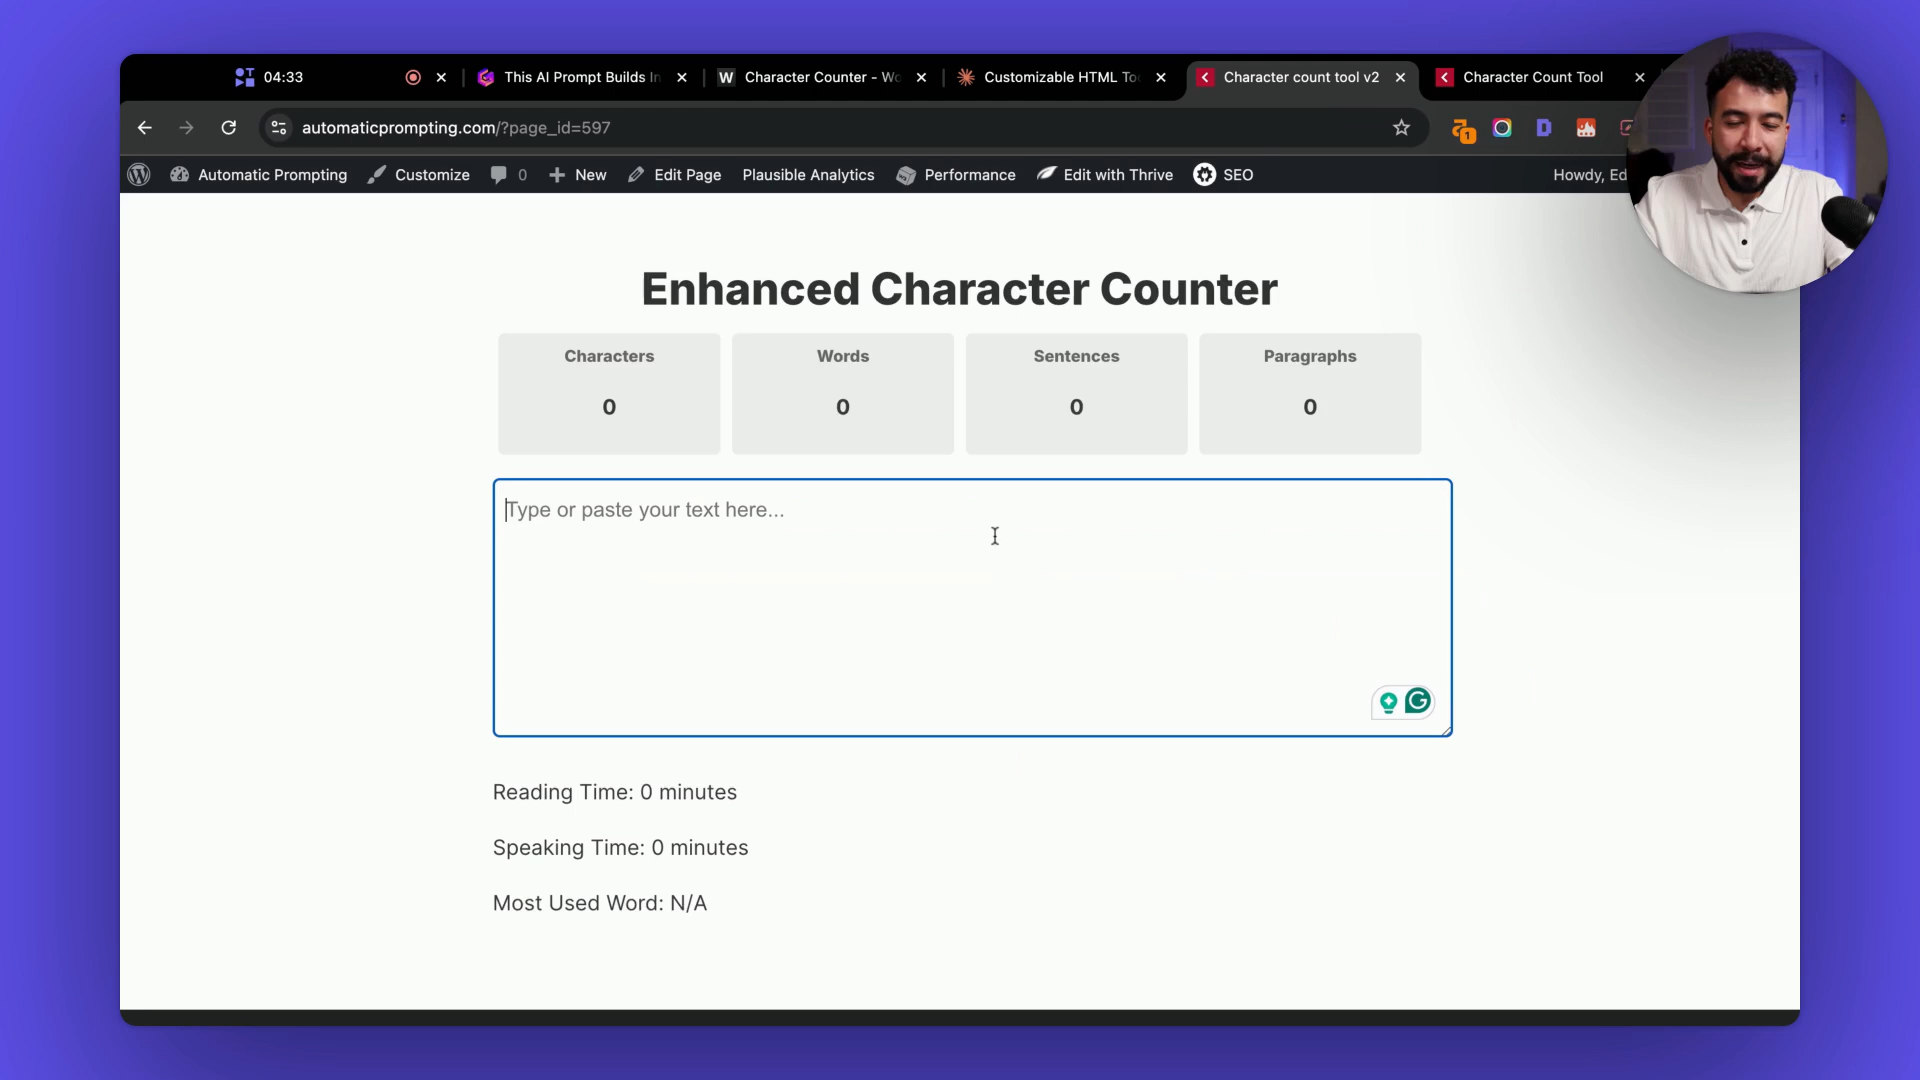 04:33
This AI Prompt Builds In
Character Counter - Wo
Customizable HTML Too
Character count tool v2
Character Count Tool
automaticprompting.com/?page_id=597
1
D
Automatic Prompting
Customize
0
New
Edit Page
Plausible Analytics
Performance
Edit with Thrive
SEO
Howdy, Ed
Enhanced Character Counter
Characters
Words
Sentences
Paragraphs
0
0
0
0
Type or paste your text here...
Reading Time: 0 minutes
Speaking Time: 0 minutes
Most Used Word: N/A